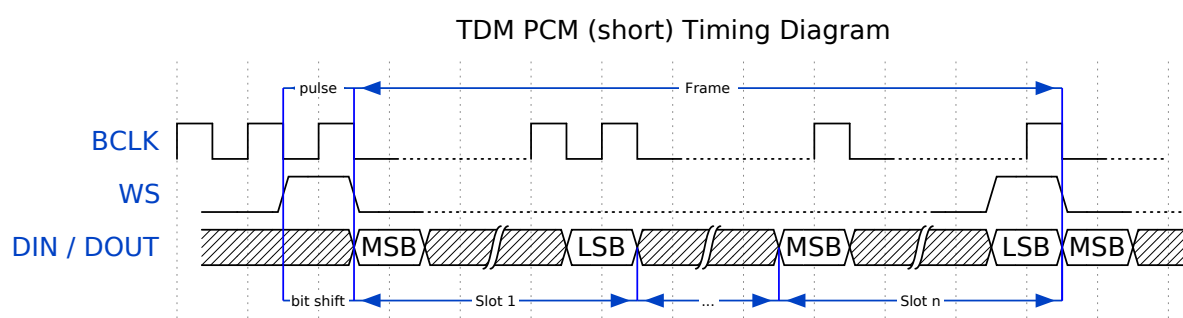 TDM PCM (short) Timing Diagram
pulse
Frame
BCLK
WS
DIN / DOUT
MSB
LSB
MSB
LSB
MSB
bit shift
Slot 1
...
Slot n